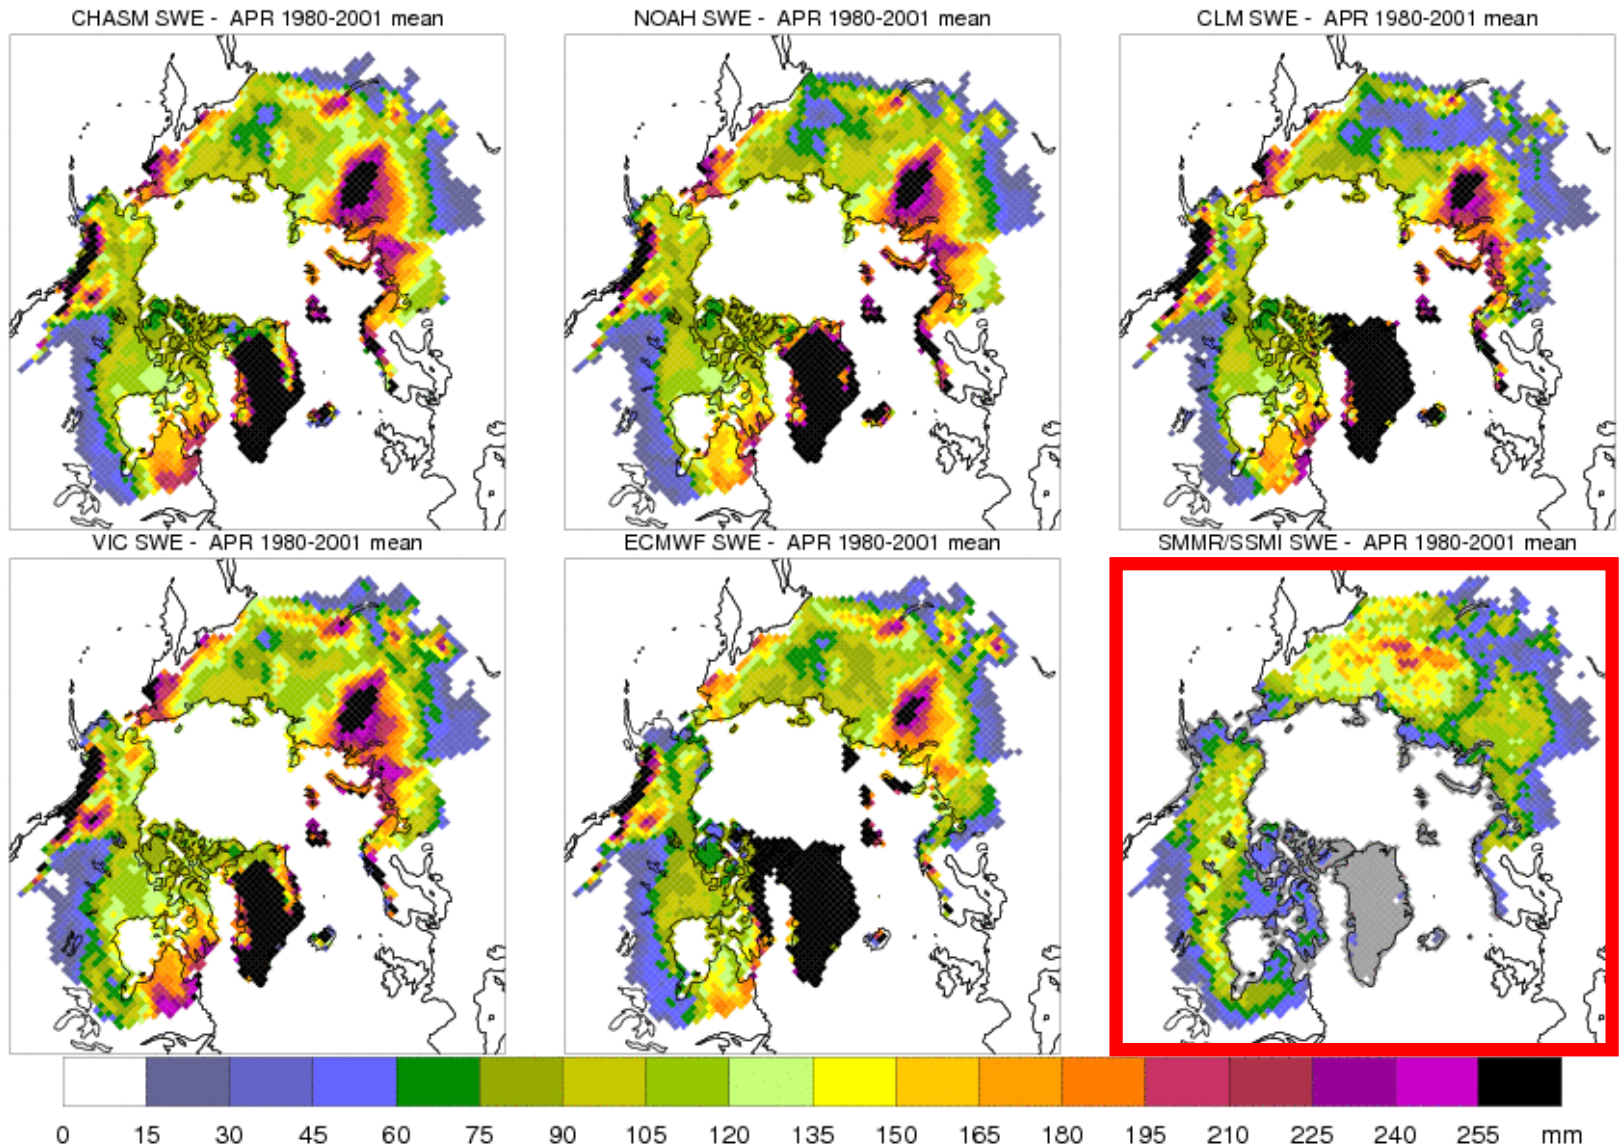 CHASM SWE - APR 1980-2001 mean
NOAH SWE - APR 1980-2001 mean
CLM SWE - APR 1980-2001 mean
VIC SWE - APR 1980-2001 mean
ECMWF SWE - APR 1980-2001 mean
SMMR/SSMI SWE - APR 1980-2001 mean
0 15 30 45 60 75 90 105 120 135 150 165 180 195 210 225 240 255 mm